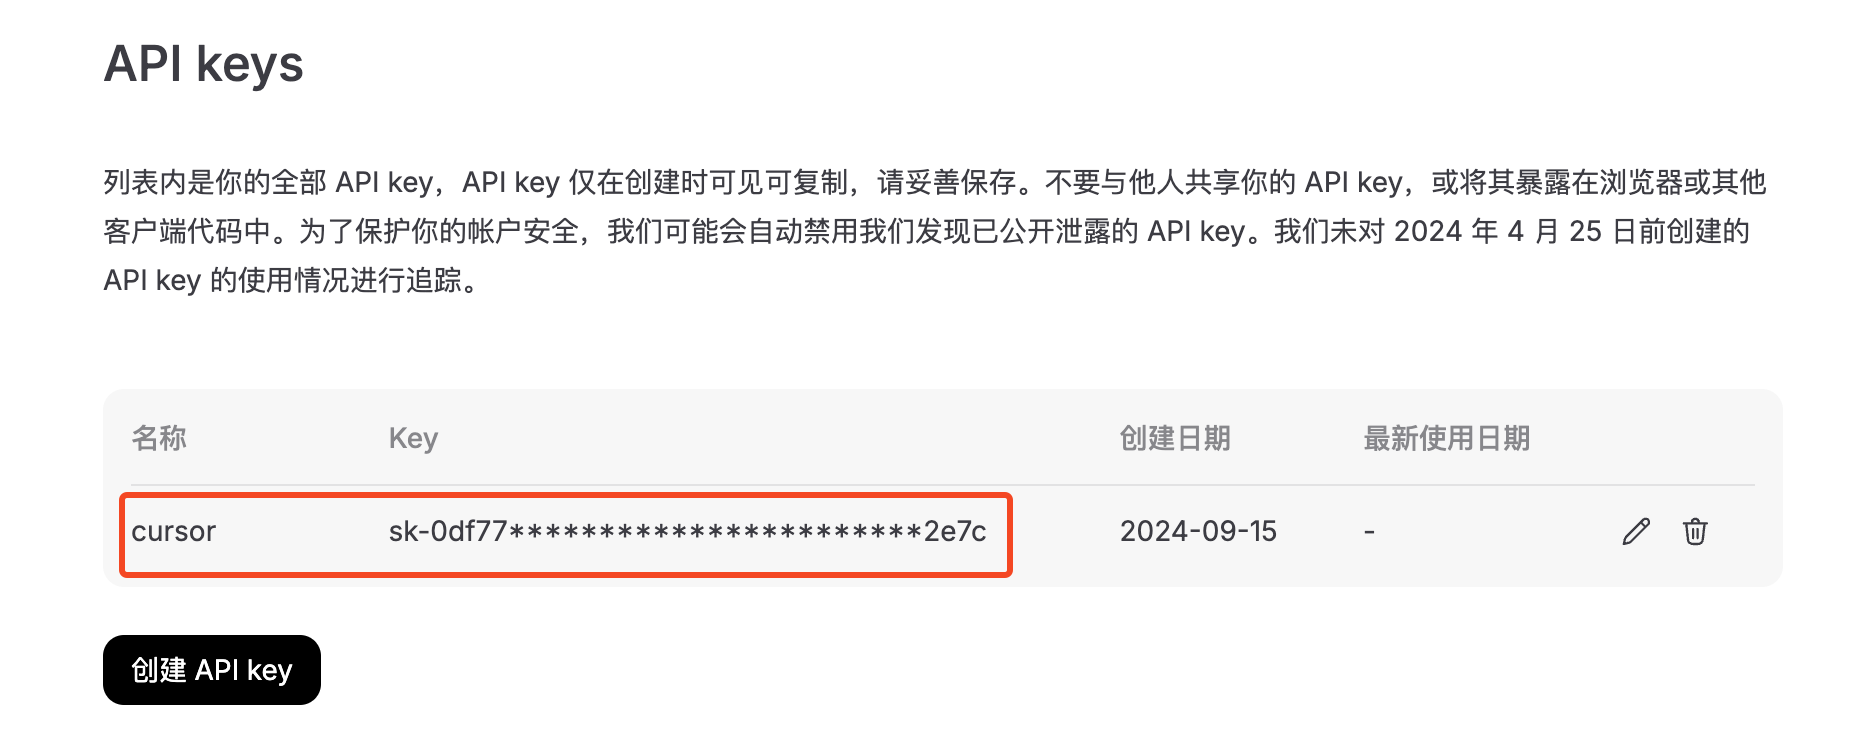 API keys
列表内是你的全部 API key，API key 仅在创建时可见可复制，请妥善保存。不要与他人共享你的 API key，或将其暴露在浏览器或其他
客户端代码中。为了保护你的帐户安全，我们可能会自动禁用我们发现已公开泄露的 API key。我们未对 2024 年 4 月 25 日前创建的
API key 的使用情况进行追踪。
名称 Key 创建日期 最新使用日期
cursor sk-0df77***********************2e7c 2024-09-15 -
创建 API key